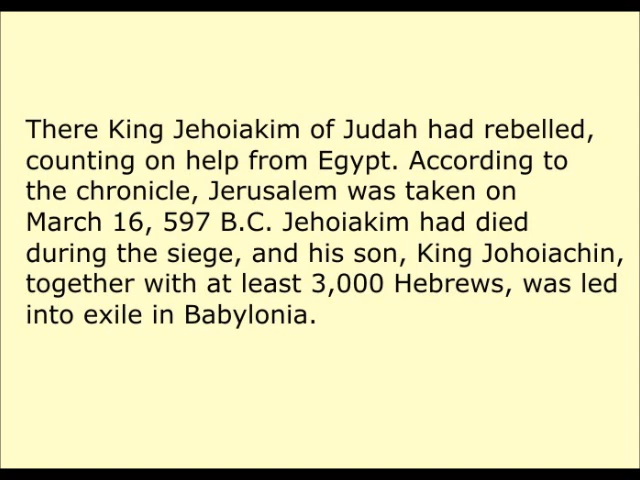 There King Jehoiakim of Judah had rebelled,
counting on help from Egypt. According to
the chronicle, Jerusalem was taken on
March 16, 597 B.C. Jehoiakim had died
during the siege, and his son, King Johoiachin,
together with at least 3,000 Hebrews, was led
into exile in Babylonia.